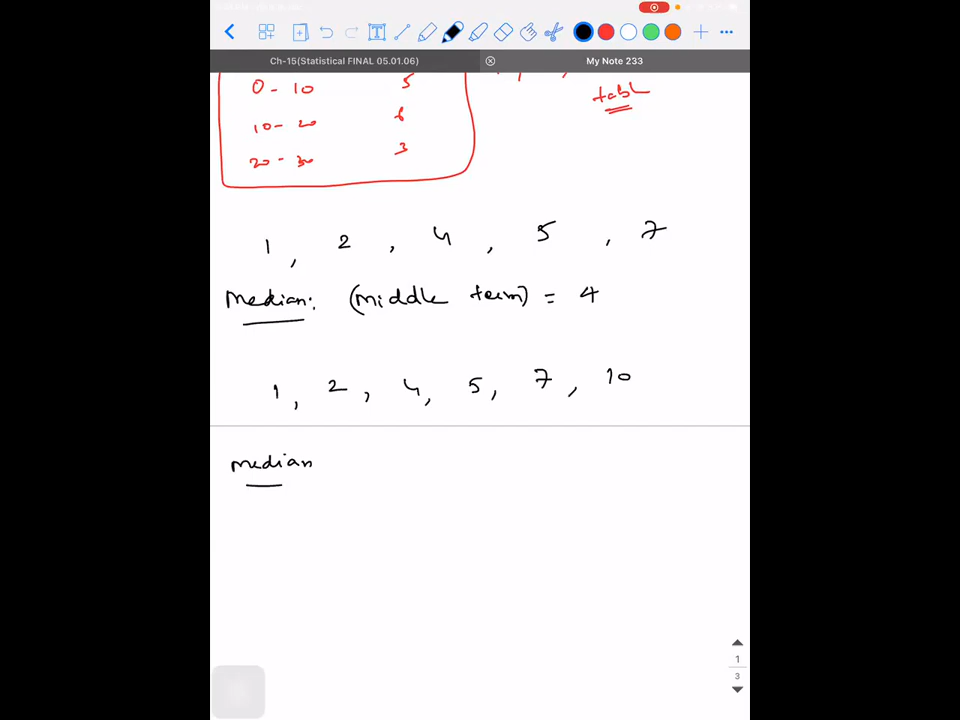 Ch-15(Statistical FINAL 05.01.06)
My Note 233
0 - 10 5
table
10 - 20 6
20 - 30 3
1 , 2 , 4 , 5 , 7
Median: (Middle term) = 4
1 , 2 , 4 , 5 , 7 , 10
median
1
3